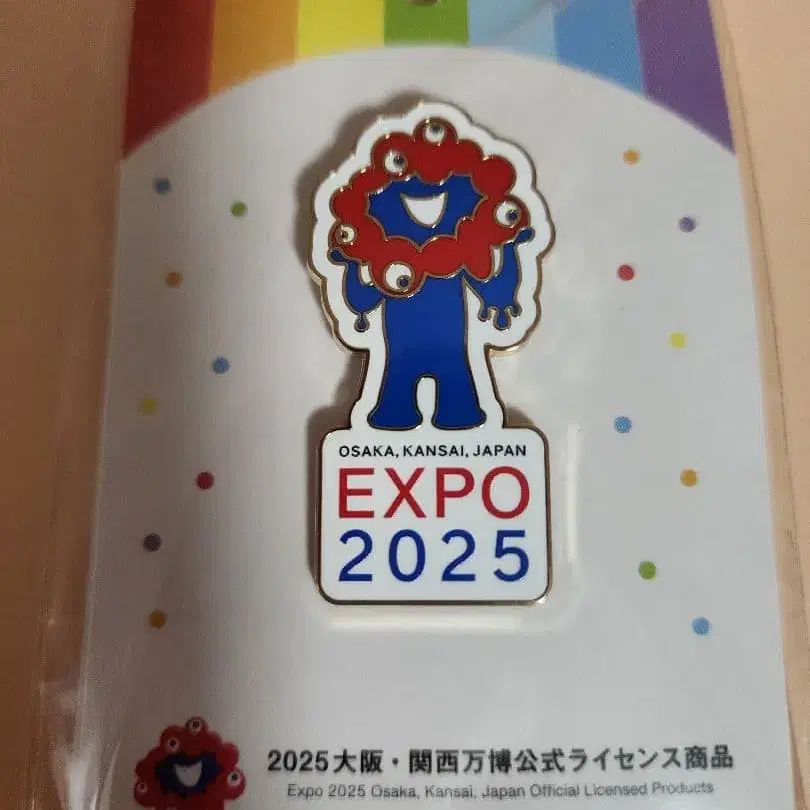 OSAKA, KANSAI, JAPAN
EXPO
2025
2025大阪・関西万博公式ライセンス商品
Expo 2025 Osaka, Kansai, Japan Official Licensed Products